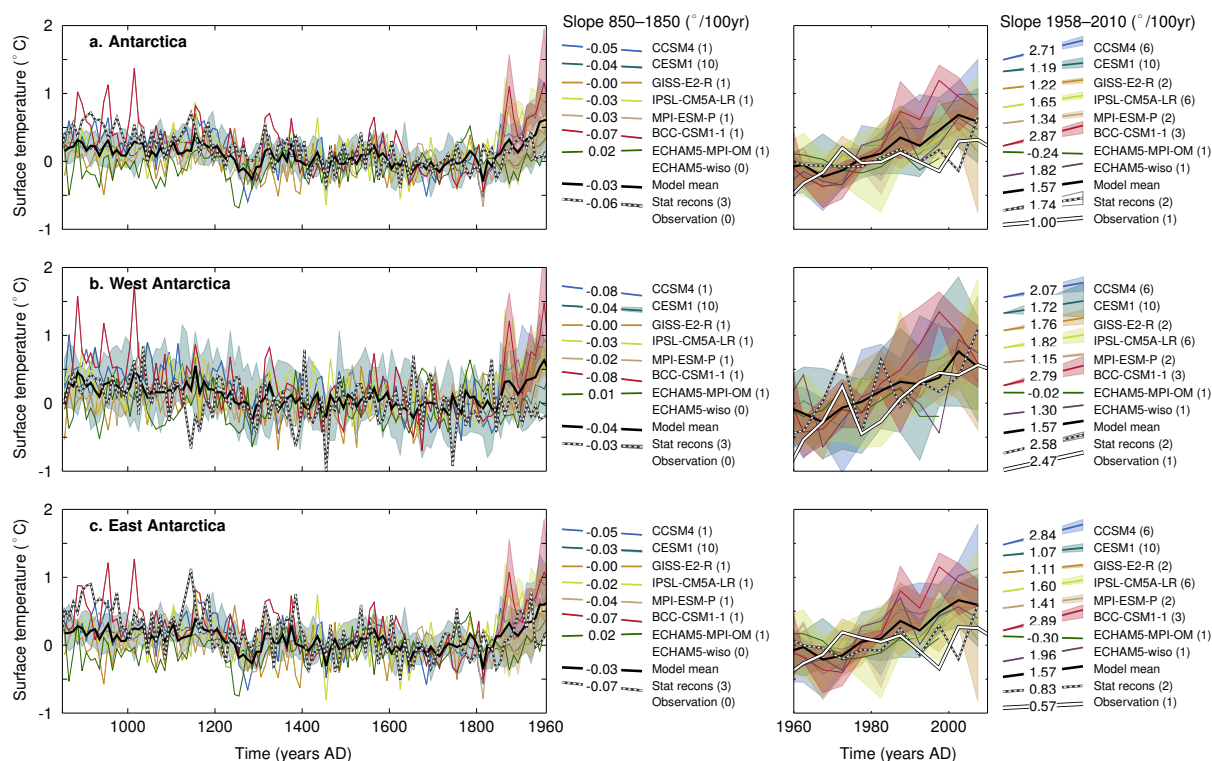 Slope 850–1850 (°/100yr)
Slope 1958–2010 (°/100yr)
Surface temperature (°C)
2
1
0
-1
a. Antarctica
-0.05 CCSM4 (1)
-0.04 CESM1 (10)
-0.00 GISS-E2-R (1)
-0.03 IPSL-CM5A-LR (1)
-0.03 MPI-ESM-P (1)
-0.07 BCC-CSM1-1 (1)
0.02 ECHAM5-MPI-OM (1)
ECHAM5-wiso (0)
-0.03 Model mean
-0.06 Stat recons (3)
Observation (0)
2.71 CCSM4 (6)
1.19 CESM1 (10)
1.22 GISS-E2-R (2)
1.65 IPSL-CM5A-LR (6)
1.34 MPI-ESM-P (2)
2.87 BCC-CSM1-1 (3)
-0.24 ECHAM5-MPI-OM (1)
1.82 ECHAM5-wiso (1)
1.57 Model mean
1.74 Stat recons (2)
1.00 Observation (1)
Surface temperature (°C)
2
1
0
-1
b. West Antarctica
-0.08 CCSM4 (1)
-0.04 CESM1 (10)
-0.00 GISS-E2-R (1)
-0.03 IPSL-CM5A-LR (1)
-0.02 MPI-ESM-P (1)
-0.08 BCC-CSM1-1 (1)
0.01 ECHAM5-MPI-OM (1)
ECHAM5-wiso (0)
-0.04 Model mean
-0.03 Stat recons (3)
Observation (0)
2.07 CCSM4 (6)
1.72 CESM1 (10)
1.76 GISS-E2-R (2)
1.82 IPSL-CM5A-LR (6)
1.15 MPI-ESM-P (2)
2.79 BCC-CSM1-1 (3)
-0.02 ECHAM5-MPI-OM (1)
1.30 ECHAM5-wiso (1)
1.57 Model mean
2.58 Stat recons (2)
2.47 Observation (1)
Surface temperature (°C)
2
1
0
-1
c. East Antarctica
-0.05 CCSM4 (1)
-0.03 CESM1 (10)
-0.00 GISS-E2-R (1)
-0.02 IPSL-CM5A-LR (1)
-0.04 MPI-ESM-P (1)
-0.07 BCC-CSM1-1 (1)
0.02 ECHAM5-MPI-OM (1)
ECHAM5-wiso (0)
-0.03 Model mean
-0.07 Stat recons (3)
Observation (0)
2.84 CCSM4 (6)
1.07 CESM1 (10)
1.11 GISS-E2-R (2)
1.60 IPSL-CM5A-LR (6)
1.41 MPI-ESM-P (2)
2.89 BCC-CSM1-1 (3)
-0.30 ECHAM5-MPI-OM (1)
1.96 ECHAM5-wiso (1)
1.57 Model mean
0.83 Stat recons (2)
0.57 Observation (1)
1000 1200 1400 1600 1800 1960
1960 1980 2000
Time (years AD)
Time (years AD)